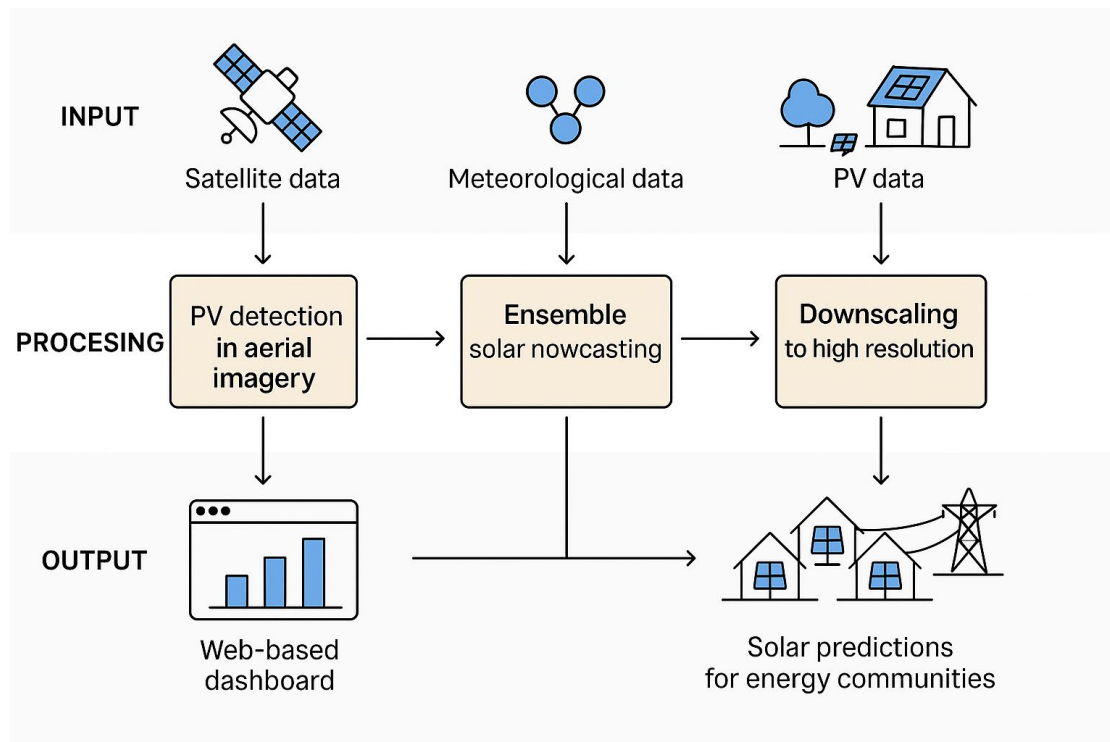 INPUT
Satellite data
Meteorological data
PV data
PROCESING
PV detection
in aerial
imagery
Ensemble
solar nowcasting
Downscaling
to high resolution
OUTPUT
Web-based
dashboard
Solar predictions
for energy communities